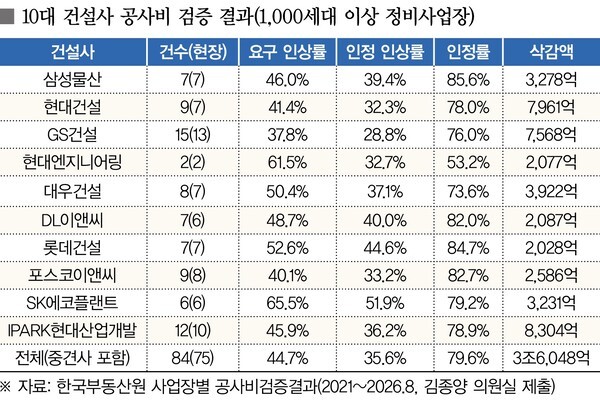 ■ 10대 건설사 공사비 검증 결과(1,000세대 이상 정비사업장)
건설사 건수(현장) 요구 인상률 인정 인상률 인정률 삭감액
삼성물산 7(7) 46.0% 39.4% 85.6% 3,278억
현대건설 9(7) 41.4% 32.3% 78.0% 7,961억
GS건설 15(13) 37.8% 28.8% 76.0% 7,568억
현대엔지니어링 2(2) 61.5% 32.7% 53.2% 2,077억
대우건설 8(7) 50.4% 37.1% 73.6% 3,922억
DL이앤씨 7(6) 48.7% 40.0% 82.0% 2,087억
롯데건설 7(7) 52.6% 44.6% 84.7% 2,028억
포스코이앤씨 9(8) 40.1% 33.2% 82.7% 2,586억
SK에코플랜트 6(6) 65.5% 51.9% 79.2% 3,231억
IPARK현대산업개발 12(10) 45.9% 36.2% 78.9% 8,304억
전체(중견사 포함) 84(75) 44.7% 35.6% 79.6% 3조6,048억
※ 자료: 한국부동산원 사업장별 공사비검증결과(2021~2026.8, 김종양 의원실 제출)